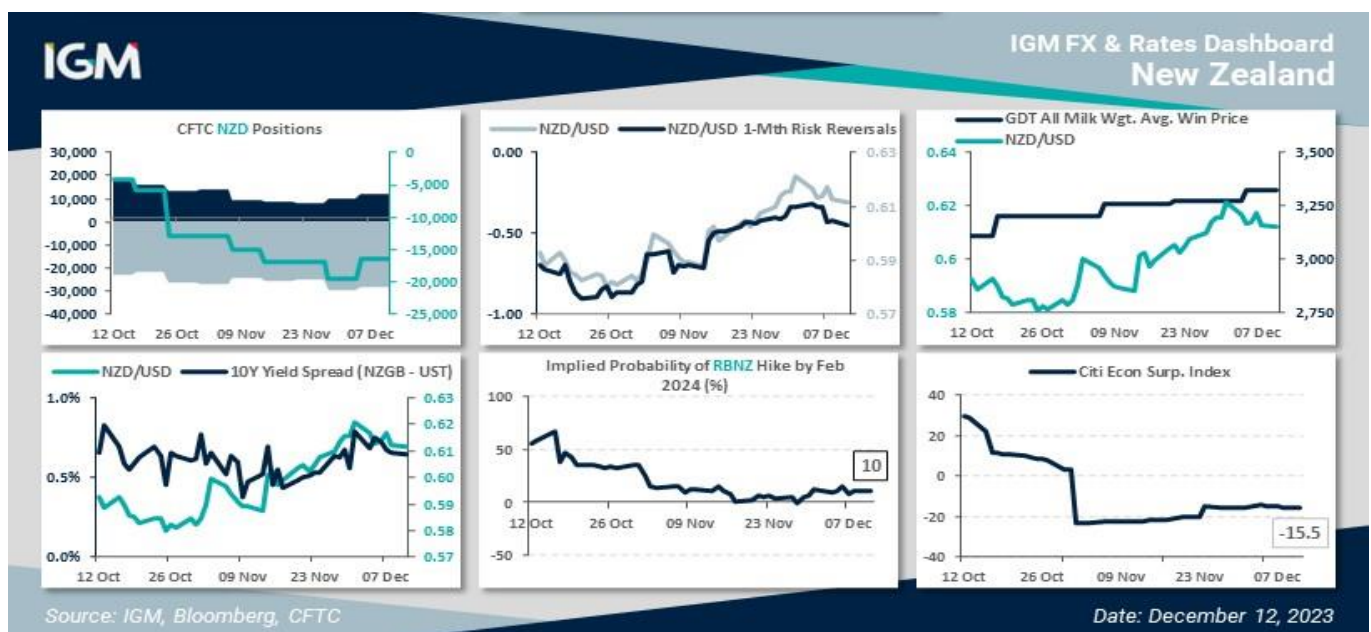 IGM
IGM FX & Rates Dashboard
New Zealand
CFTC NZD Positions
30,000
20,000
10,000
0
-10,000
-20,000
-30,000
-40,000
0
-5,000
-10,000
-15,000
-20,000
-25,000
12 Oct 26 Oct 09 Nov 23 Nov 07 Dec
NZD/USD NZD/USD 1-Mth Risk Reversals
0.00
-0.50
-1.00
0.63
0.61
0.59
0.57
12 Oct 26 Oct 09 Nov 23 Nov 07 Dec
GDT All Milk Wgt. Avg. Win Price
NZD/USD
0.64
0.62
0.6
0.58
3,500
3,250
3,000
2,750
12 Oct 26 Oct 09 Nov 23 Nov 07 Dec
NZD/USD 10Y Yield Spread (NZGB - UST)
1.0%
0.5%
0.0%
0.63
0.62
0.61
0.60
0.59
0.58
0.57
12 Oct 26 Oct 09 Nov 23 Nov 07 Dec
Implied Probability of RBNZ Hike by Feb
2024 (%)
100
50
0
-50
10
12 Oct 26 Oct 09 Nov 23 Nov 07 Dec
Citi Econ Surp. Index
40
20
0
-20
-40
-15.5
12 Oct 26 Oct 09 Nov 23 Nov 07 Dec
Source: IGM, Bloomberg, CFTC
Date: December 12, 2023